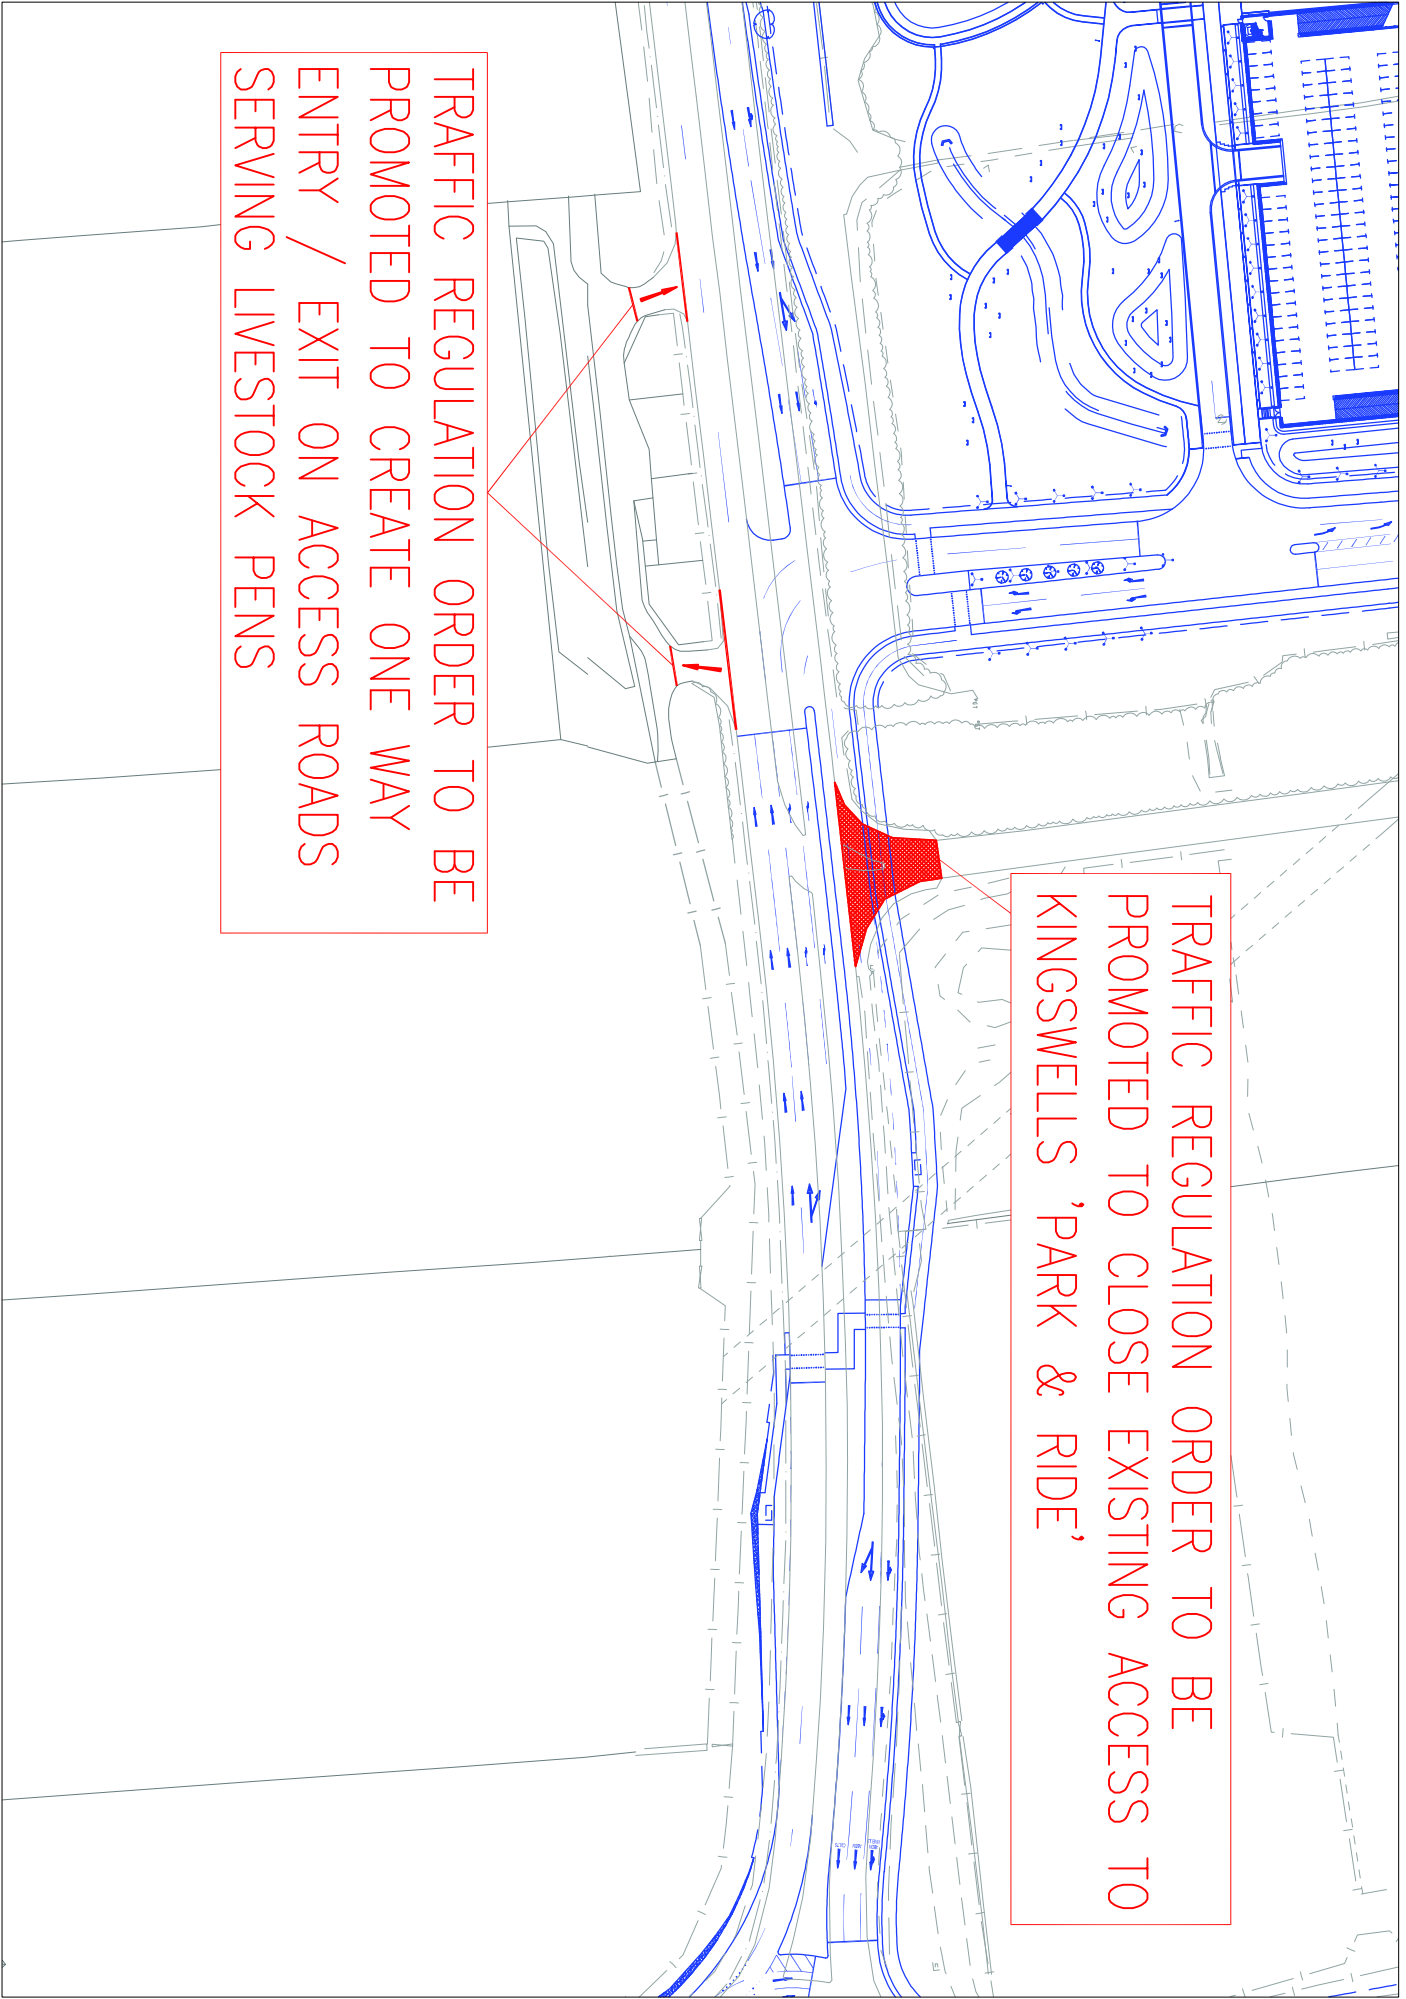 TRAFFIC REGULATION ORDER TO BE
PROMOTED TO CLOSE EXISTING ACCESS TO
KINGSWELLS 'PARK & RIDE'
TRAFFIC REGULATION ORDER TO BE
PROMOTED TO CREATE ONE WAY
ENTRY / EXIT ON ACCESS ROADS
SERVING LIVESTOCK PENS